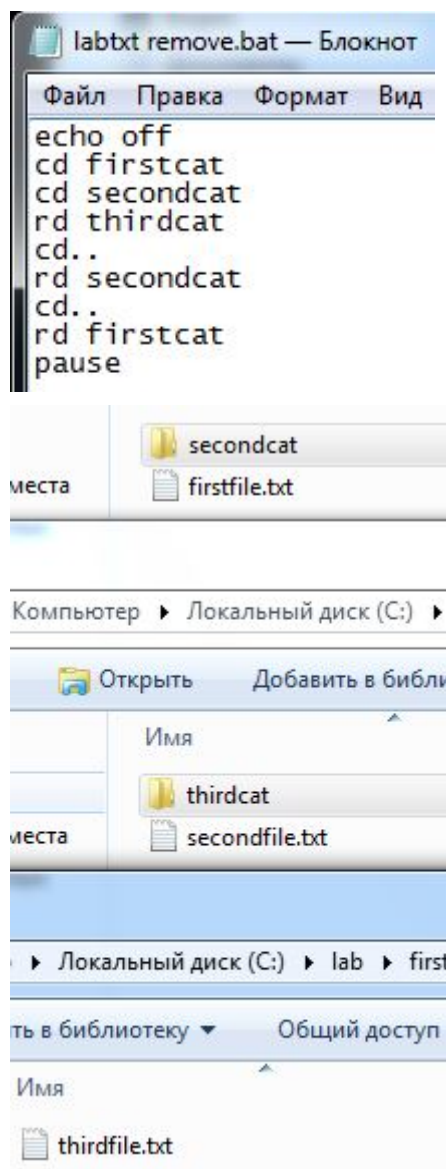 labtxt remove.bat — Блокнот
Файл Правка Формат Вид
echo off
cd firstcat
cd secondcat
rd thirdcat
cd..
rd secondcat
cd..
rd firstcat
pause
secondcat
места firstfile.txt
Компьютер ▸ Локальный диск (C:) ▸
Открыть Добавить в библи
Имя
thirdcat
места secondfile.txt
▸ Локальный диск (C:) ▸ lab ▸ first
ть в библиотеку ▾ Общий доступ
Имя
thirdfile.txt